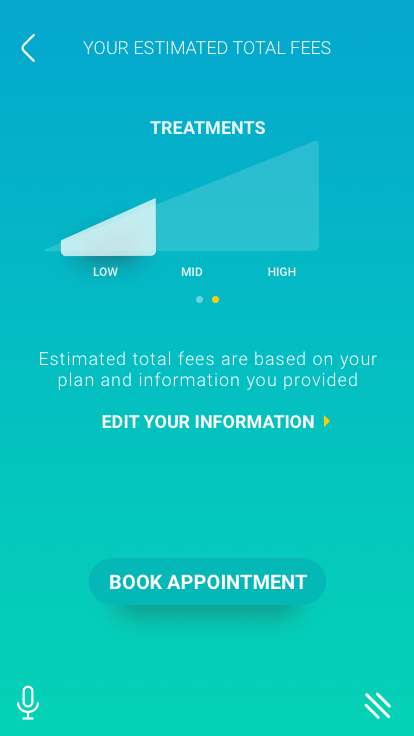 YOUR ESTIMATED TOTAL FEES
TREATMENTS
LOW MID HIGH
Estimated total fees are based on your
plan and information you provided
EDIT YOUR INFORMATION
BOOK APPOINTMENT